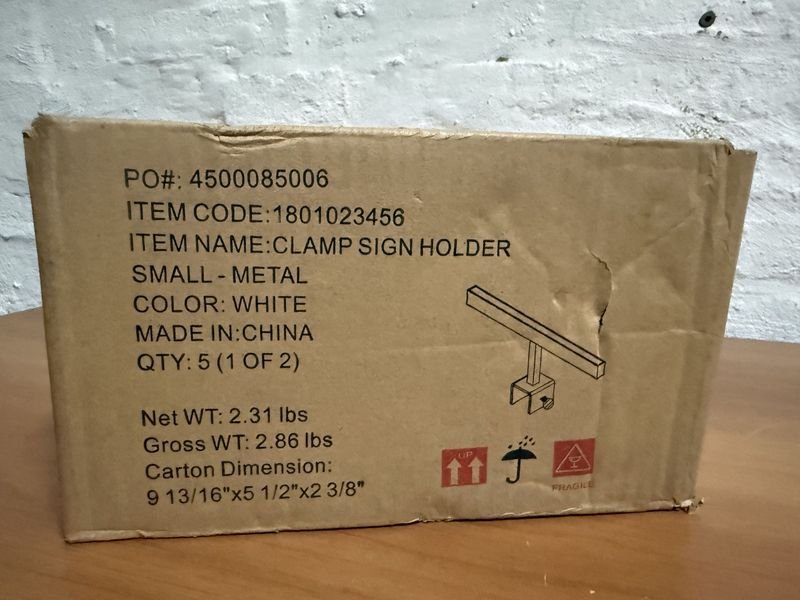 PO#: 4500085006
ITEM CODE:1801023456
ITEM NAME:CLAMP SIGN HOLDER
SMALL - METAL
COLOR: WHITE
MADE IN:CHINA
QTY: 5 (1 OF 2)
Net WT: 2.31 lbs
Gross WT: 2.86 lbs
Carton Dimension:
9 13/16"x5 1/2"x2 3/8"
UP
FRAGILE